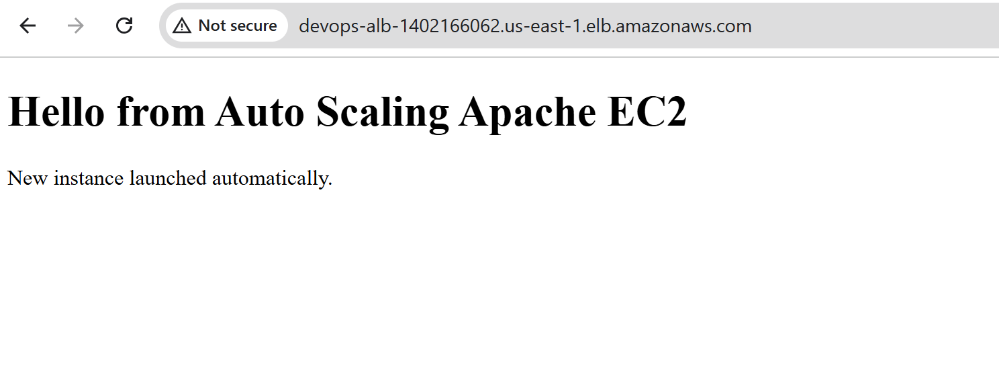 Not secure devops-alb-1402166062.us-east-1.elb.amazonaws.com
Hello from Auto Scaling Apache EC2
New instance launched automatically.